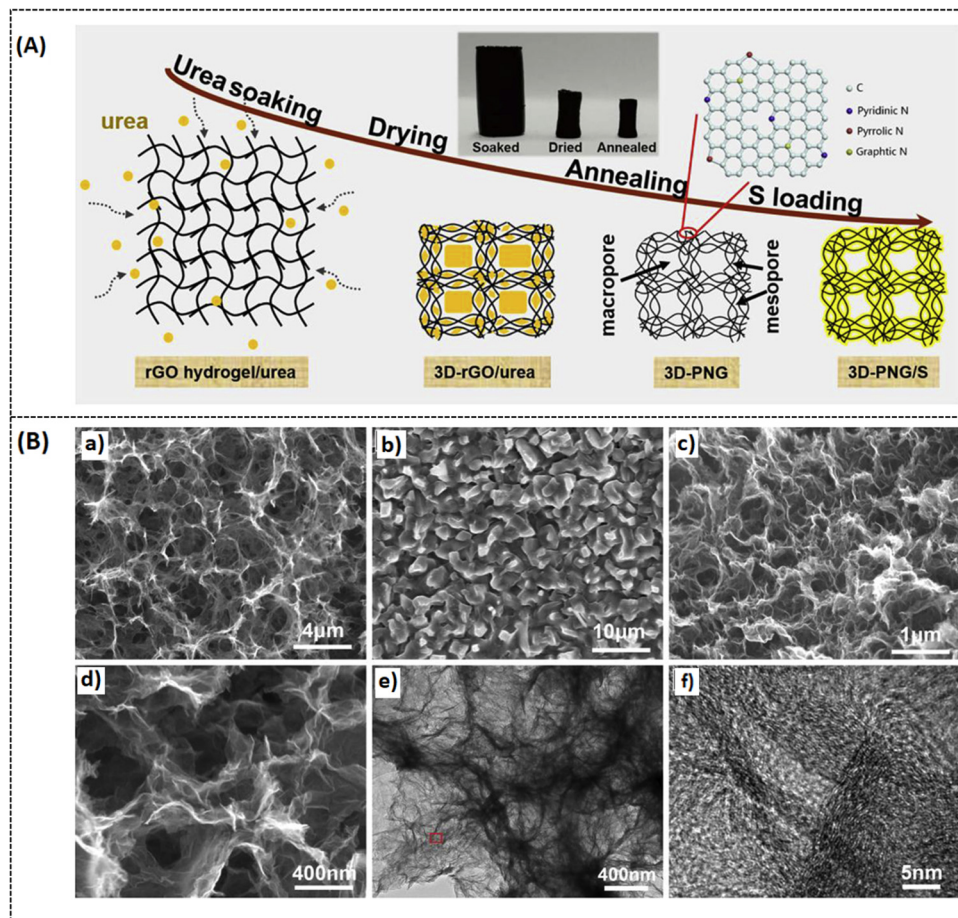 (A)
Urea soaking
urea
Drying
Annealing
S loading
Soaked
Dried
Annealed
C
Pyridinic N
Pyrrolic N
Graphtic N
macropore
mesopore
rGO hydrogel/urea
3D-rGO/urea
3D-PNG
3D-PNG/S
(B)
a)
4μm
b)
10μm
c)
1μm
d)
400nm
e)
400nm
f)
5nm